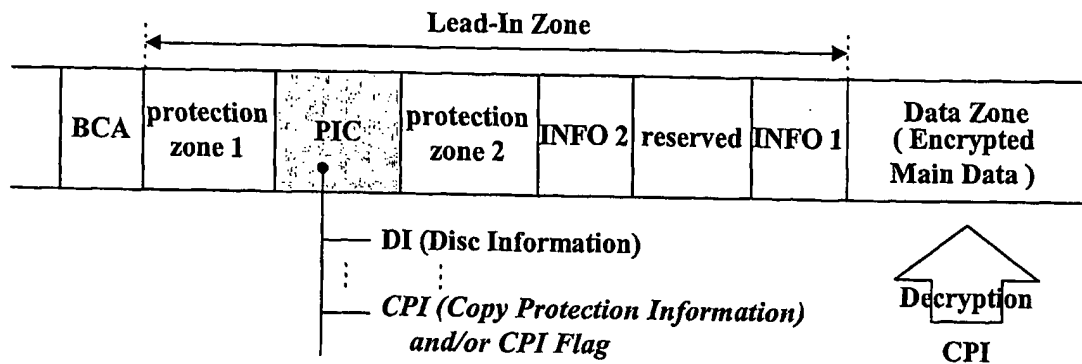 Lead-In Zone
BCA
protection
zone 1
PIC
protection
zone 2
INFO 2
reserved
INFO 1
Data Zone
( Encrypted
Main Data )
DI (Disc Information)
CPI (Copy Protection Information)
and/or CPI Flag
Decryption
CPI